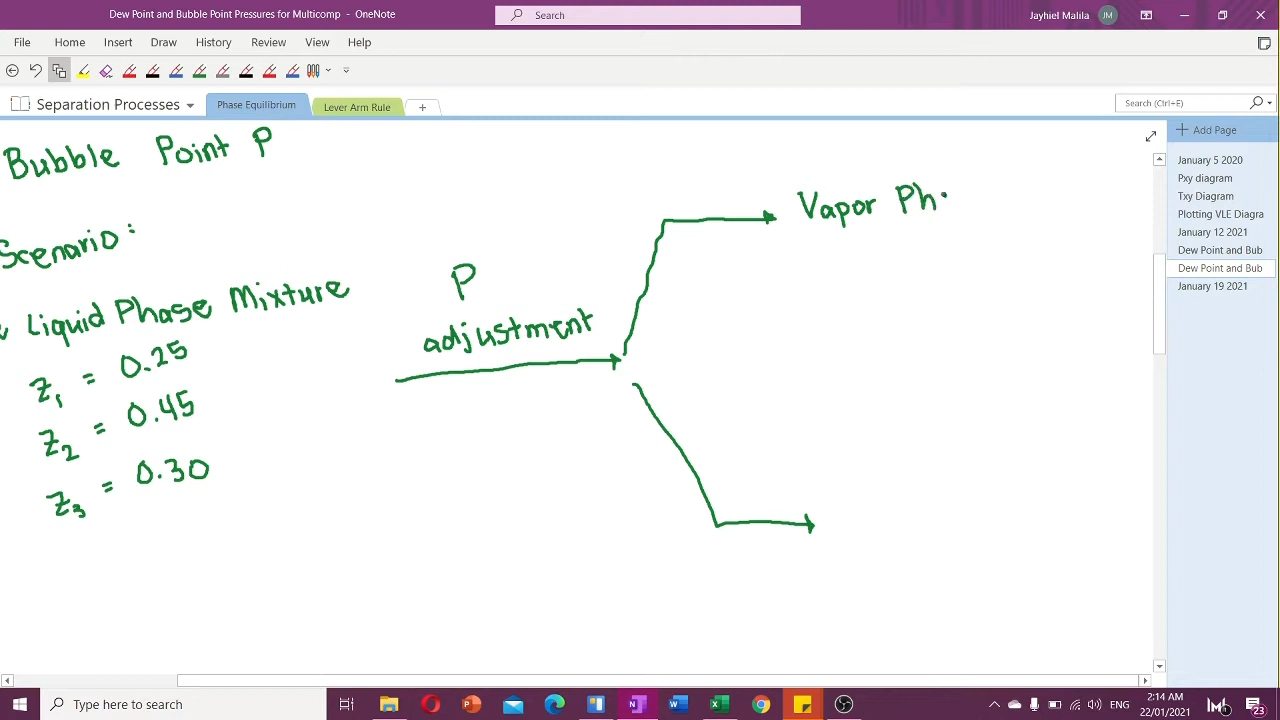 Dew Point and Bubble Point Pressures for Multicomp - OneNote
Search
Jayhiel Malila
JM
File Home Insert Draw History Review View Help
Separation Processes
Phase Equilibrium
Lever Arm Rule
Search (Ctrl+E)
Add Page
January 5 2020
Pxy diagram
Txy Diagram
Plotting VLE Diagra
January 12 2021
Dew Point and Bub
Dew Point and Bub
January 19 2021
Bubble Point P
Scenario:
Liquid Phase Mixture
z₁ = 0.25
z₂ = 0.45
z₃ = 0.30
P
adjustment
Vapor Ph
Type here to search
ENG
2:14 AM
22/01/2021
23